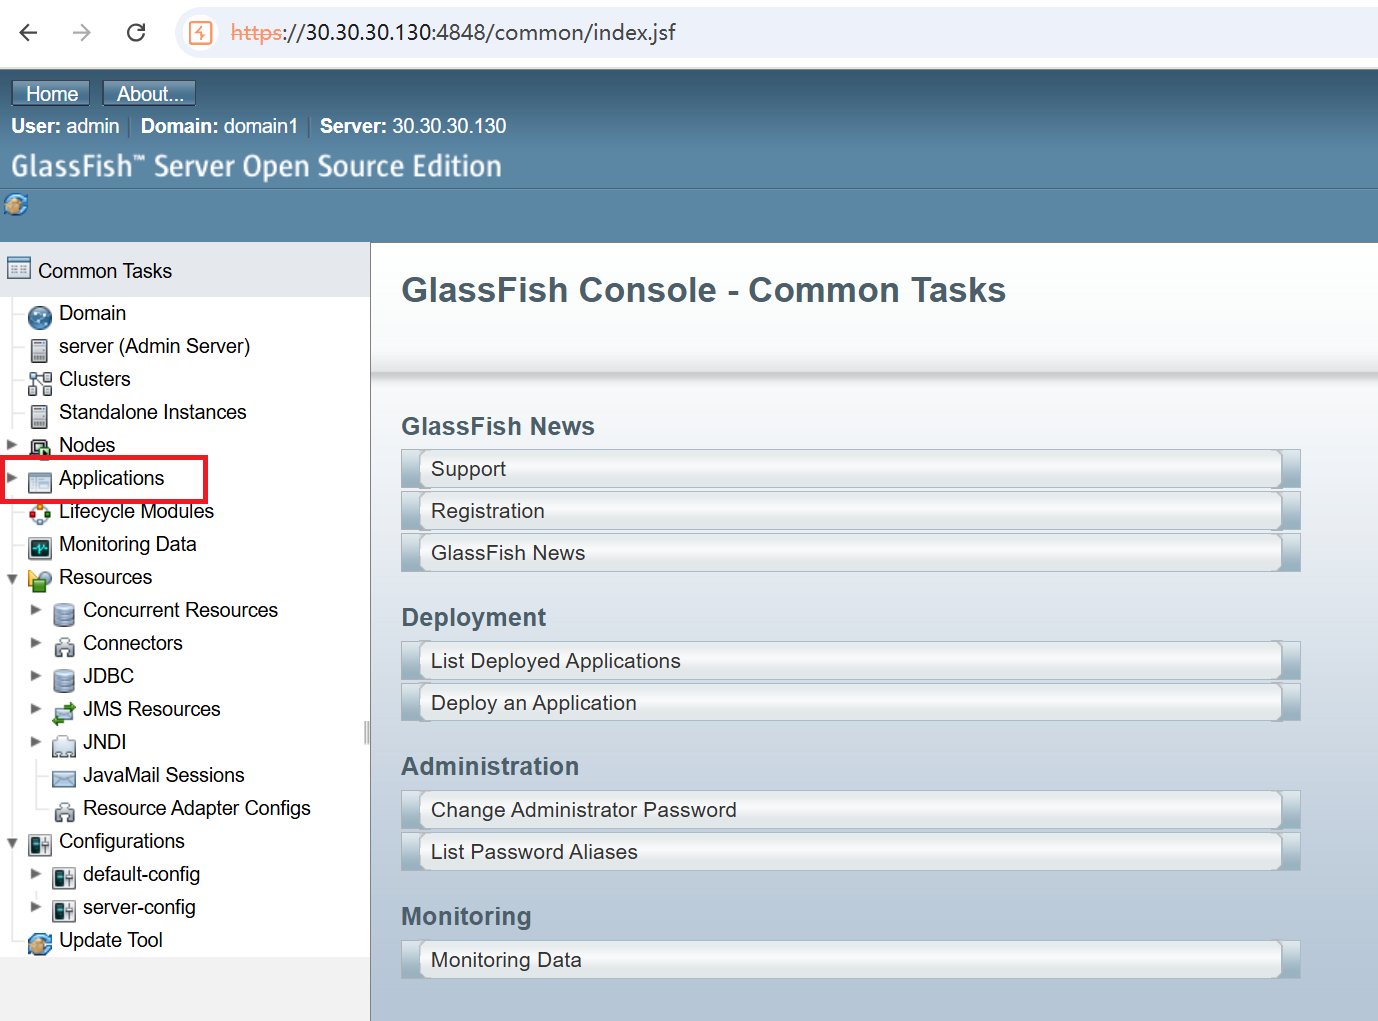 https://30.30.30.130:4848/common/index.jsf
Home About...
User: admin Domain: domain1 Server: 30.30.30.130
GlassFish™ Server Open Source Edition
Common Tasks
Domain
server (Admin Server)
Clusters
Standalone Instances
Nodes
Applications
Lifecycle Modules
Monitoring Data
Resources
Concurrent Resources
Connectors
JDBC
JMS Resources
JNDI
JavaMail Sessions
Resource Adapter Configs
Configurations
default-config
server-config
Update Tool
GlassFish Console - Common Tasks
GlassFish News
Support
Registration
GlassFish News
Deployment
List Deployed Applications
Deploy an Application
Administration
Change Administrator Password
List Password Aliases
Monitoring
Monitoring Data